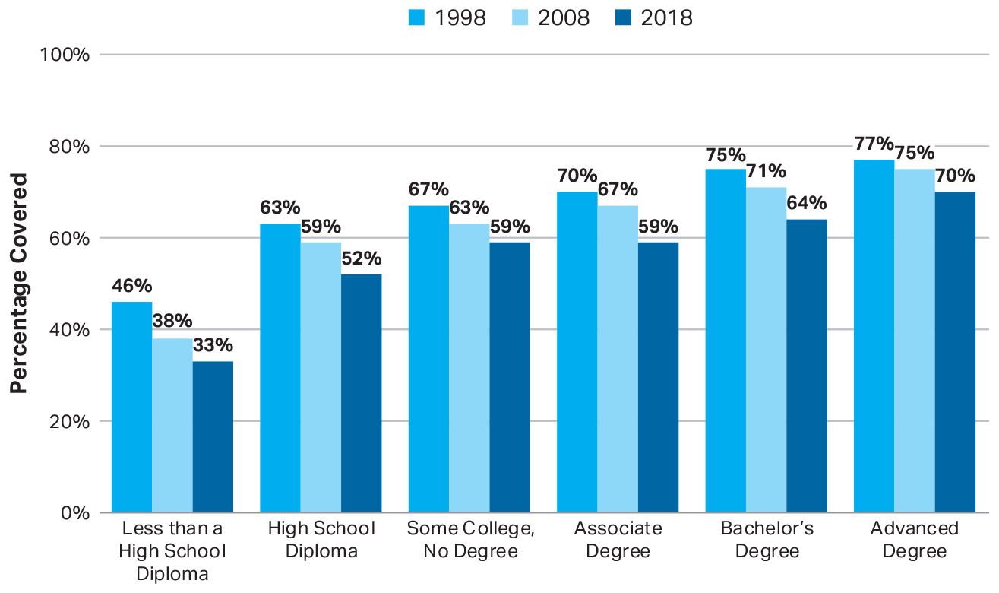 1998 2008 2018
100%
80%
60%
40%
20%
0%
Percentage Covered
46% 38% 33%
63% 59% 52%
67% 63% 59%
70% 67% 59%
75% 71% 64%
77% 75% 70%
Less than a
High School
Diploma
High School
Diploma
Some College,
No Degree
Associate
Degree
Bachelor’s
Degree
Advanced
Degree